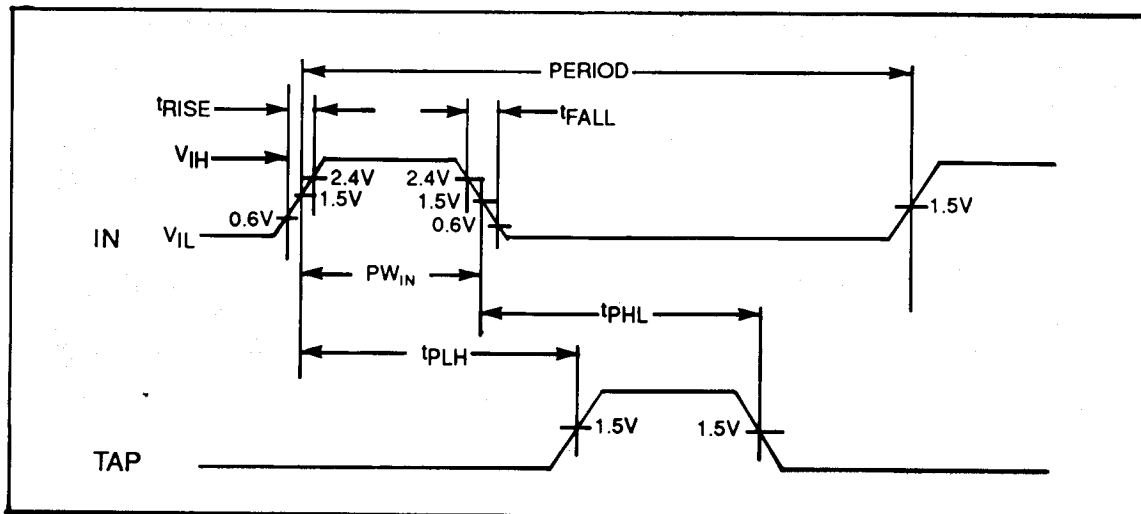 PERIOD
tRISE
tFALL
VIH
2.4V 2.4V
1.5V 1.5V
0.6V 0.6V
1.5V
IN VIL
PWIN
tPHL
tPLH
1.5V 1.5V
TAP